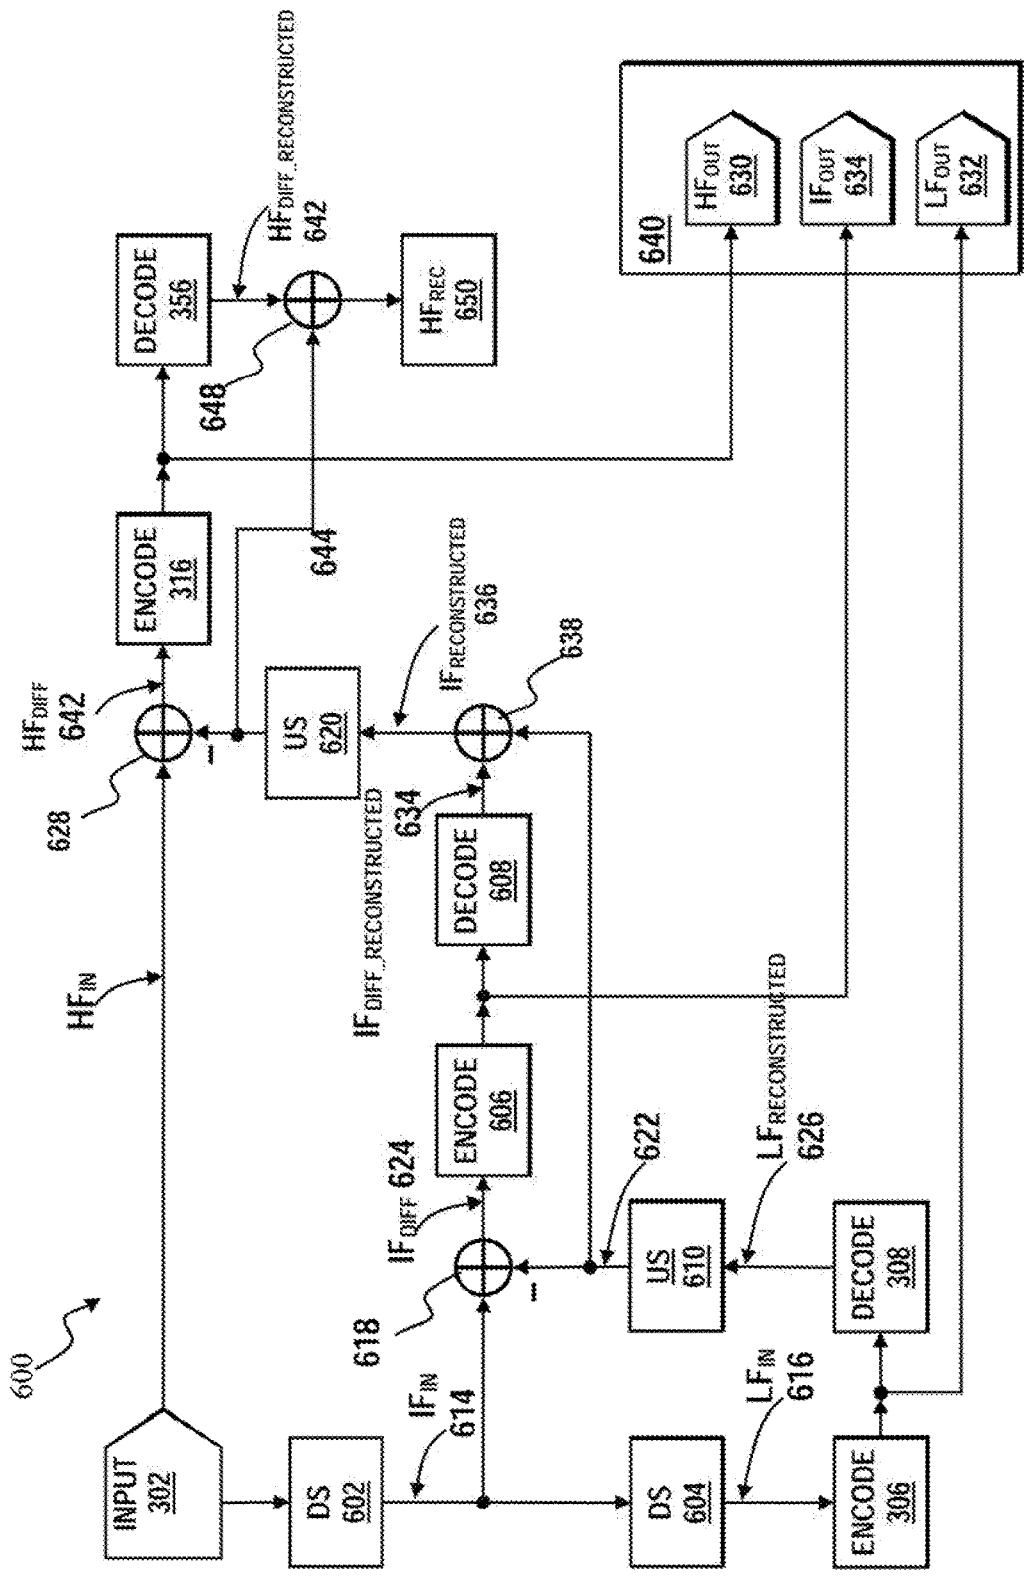 600
INPUT
302
HF_IN
628
HF_DIFF
642
ENCODE
316
DECODE
356
HF_DIFF_RECONSTRUCTED
642
648
HF_REC
650
644
DS
602
IF_IN
614
618
IF_DIFF 624
ENCODE
606
IF_DIFF_RECONSTRUCTED
634
DECODE
608
US
620
IF_RECONSTRUCTED
636
638
DS
604
LF_IN
616
ENCODE
306
DECODE
308
US
610
622
LF_RECONSTRUCTED
626
640
HF_OUT
630
IF_OUT
634
LF_OUT
632
–
–